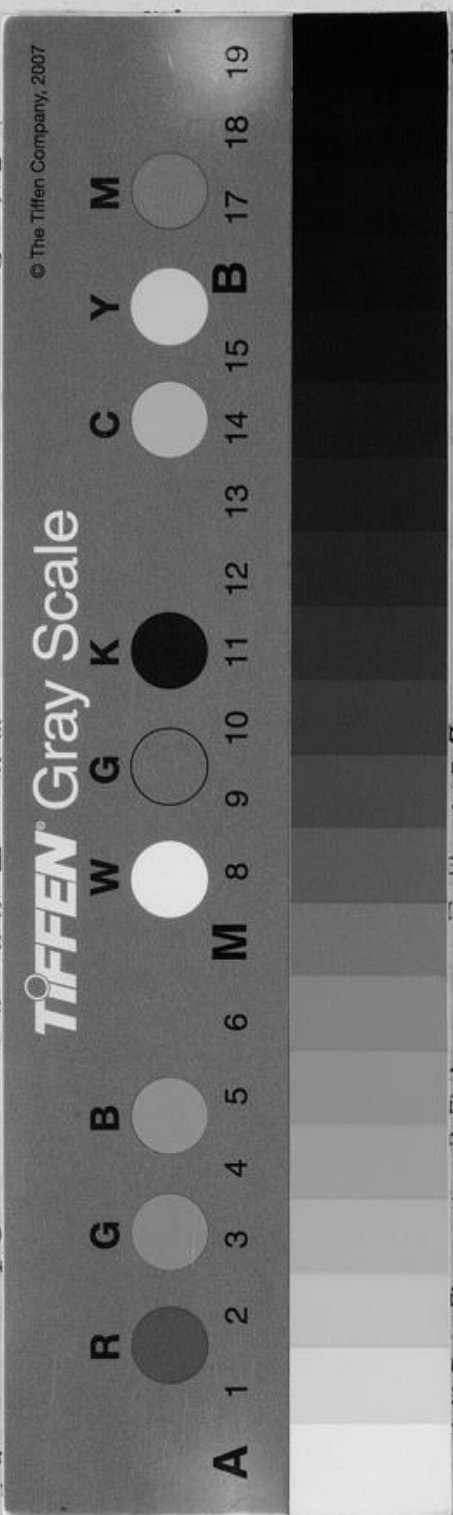 © The Tiffen Company, 2007
TIFFEN® Gray Scale
R G B W G K C Y M
A 1 2 3 4 5 6 M 8 9 10 11 12 13 14 15 B 17 18 19